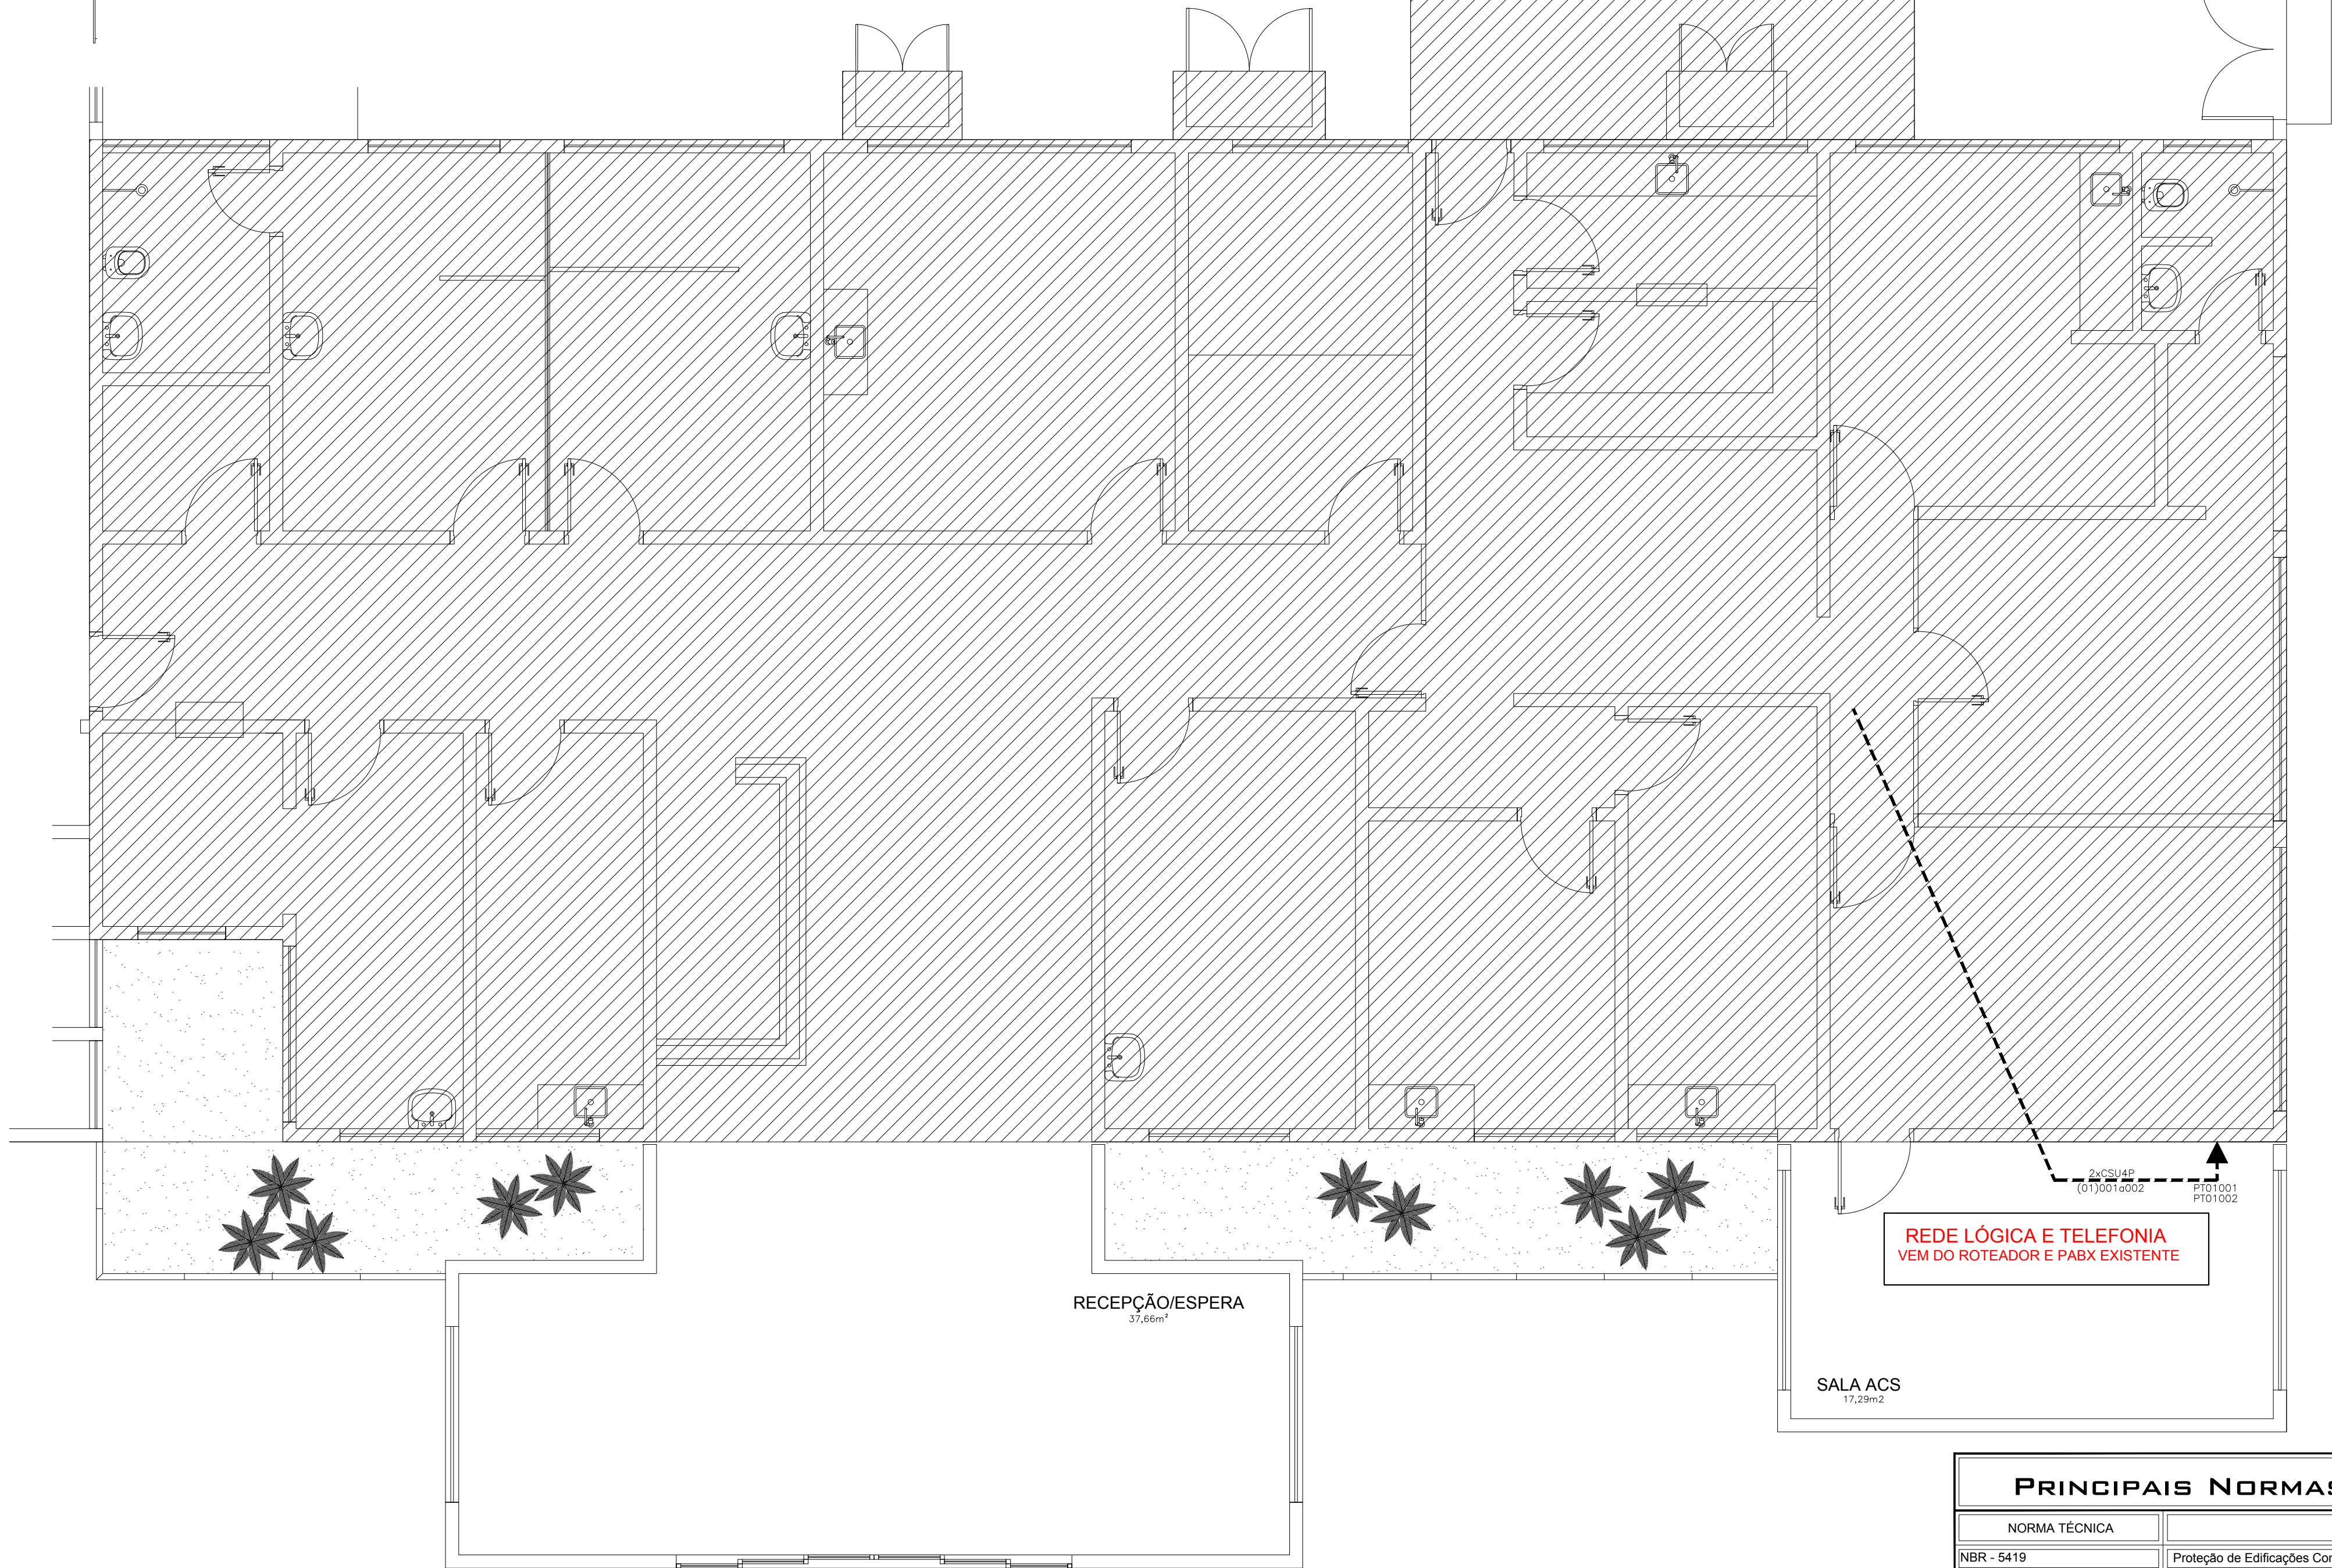 2xCSU4P
(01)001a002
PT01001
PT01002
REDE LÓGICA E TELEFONIA
VEM DO ROTEADOR E PABX EXISTENTE
RECEPÇÃO/ESPERA
37,66m²
SALA ACS
17,29m2
PRINCIPAIS NORMAS
NORMA TÉCNICA
NBR - 5419
Proteção de Edificações